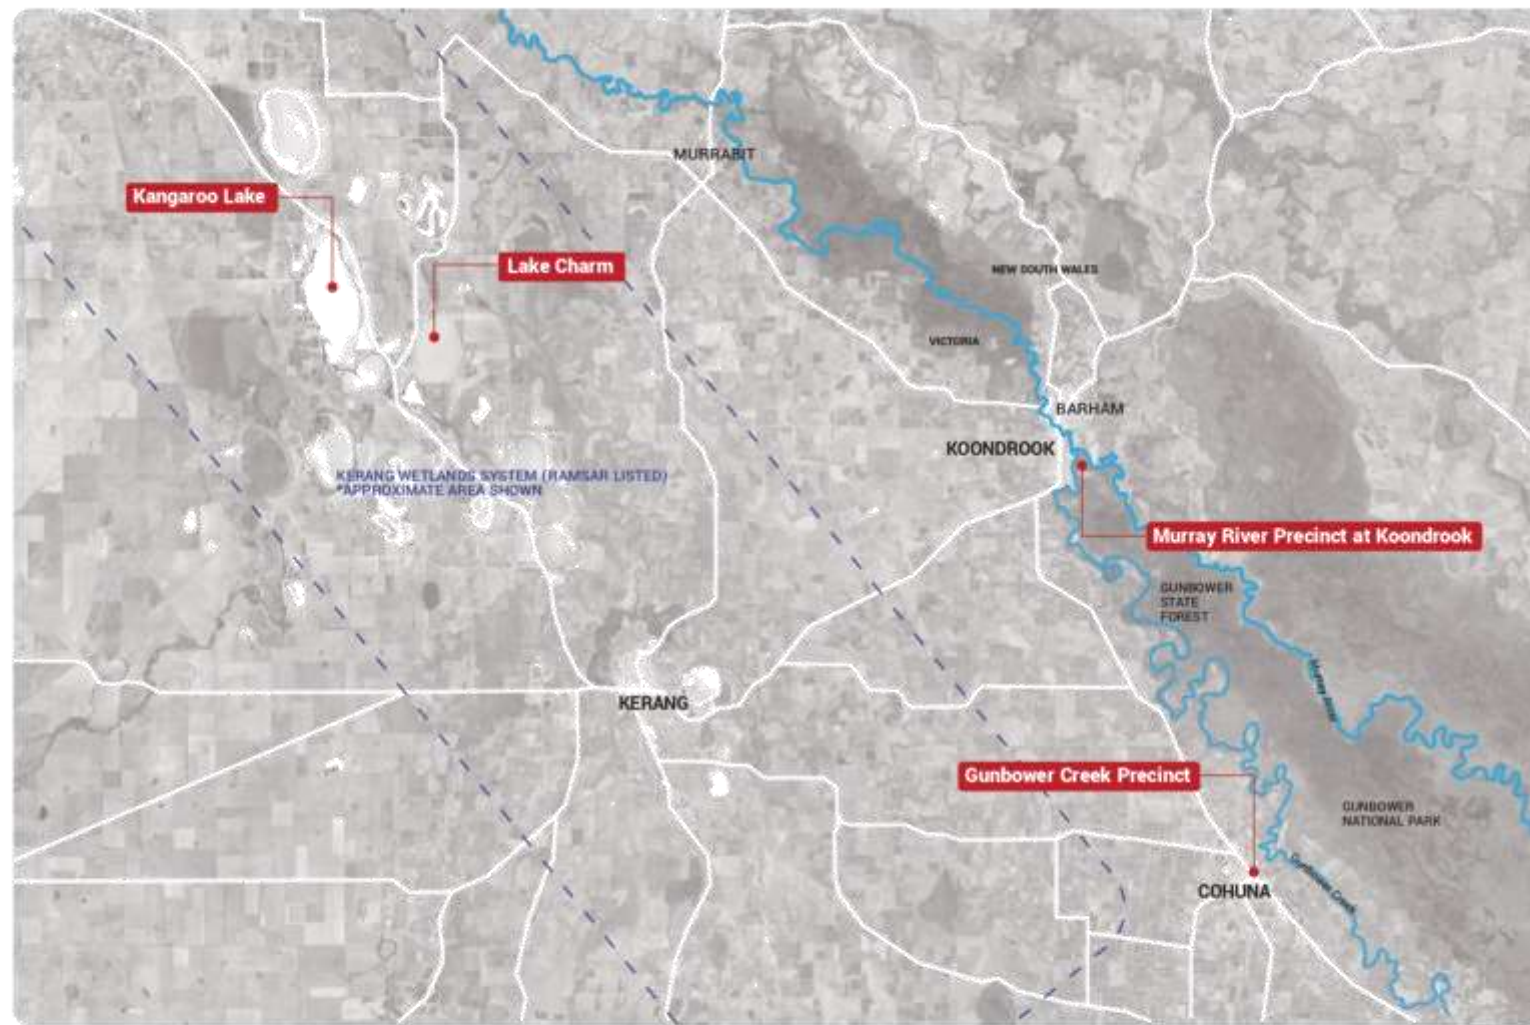 MURRABIT
Kangaroo Lake
Lake Charm
NEW SOUTH WALES
VICTORIA
BARHAM
KOONDROOK
KERANG WETLANDS SYSTEM (RAMSAR LISTED)
*APPROXIMATE AREA SHOWN
Murray River Precinct at Koondrook
GUNBOWER
STATE
FOREST
Murray River
KERANG
Gunbower Creek Precinct
GUNBOWER
NATIONAL PARK
Gunbower Creek
COHUNA